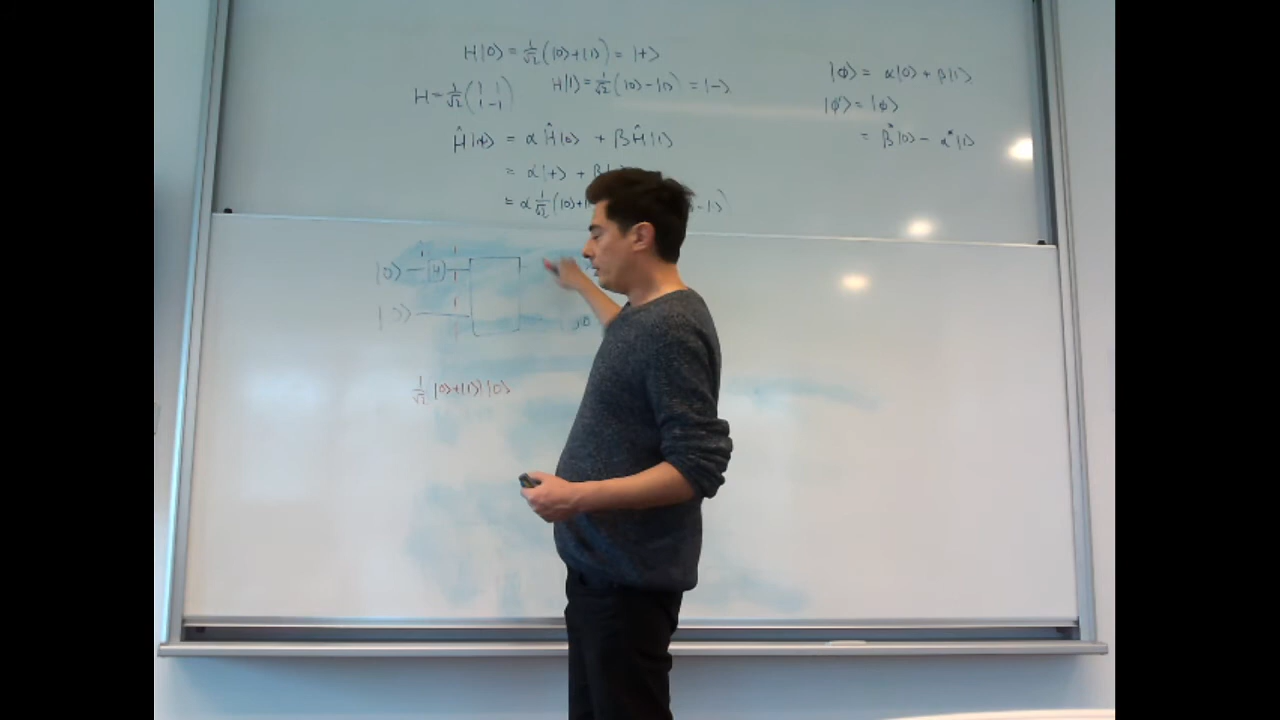 H|0⟩ = 1/√2 (|0⟩+|1⟩) = |+⟩
H = 1/√2 (1 1
1 −1)
H|1⟩ = 1/√2 (|0⟩ − |1⟩) = |−⟩
Ĥ|ϕ⟩ = α Ĥ|0⟩ + β Ĥ|1⟩
= α|+⟩ + β
= α 1/√2 (|0⟩+
−|1⟩)
|ϕ⟩ = α|0⟩ + β|1⟩
|ϕ'⟩ = |ϕ⟩
= β*|0⟩ − α*|1⟩
|0⟩ H
| ⟩
1/√2 |0⟩+|1⟩) |0⟩